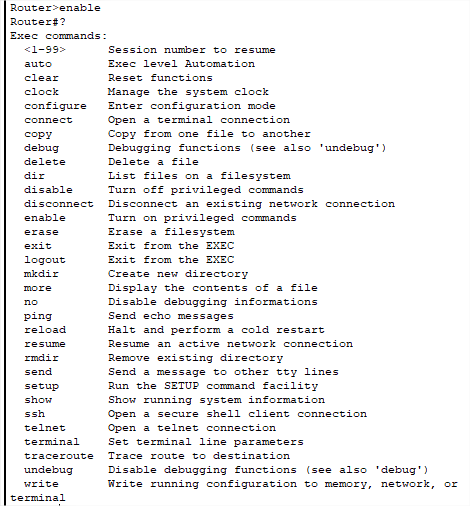 Router>enable
Router#?
Exec commands:
<1-99> Session number to resume
auto Exec level Automation
clear Reset functions
clock Manage the system clock
configure Enter configuration mode
connect Open a terminal connection
copy Copy from one file to another
debug Debugging functions (see also 'undebug')
delete Delete a file
dir List files on a filesystem
disable Turn off privileged commands
disconnect Disconnect an existing network connection
enable Turn on privileged commands
erase Erase a filesystem
exit Exit from the EXEC
logout Exit from the EXEC
mkdir Create new directory
more Display the contents of a file
no Disable debugging informations
ping Send echo messages
reload Halt and perform a cold restart
resume Resume an active network connection
rmdir Remove existing directory
send Send a message to other tty lines
setup Run the SETUP command facility
show Show running system information
ssh Open a secure shell client connection
telnet Open a telnet connection
terminal Set terminal line parameters
traceroute Trace route to destination
undebug Disable debugging functions (see also 'debug')
write Write running configuration to memory, network, or
terminal